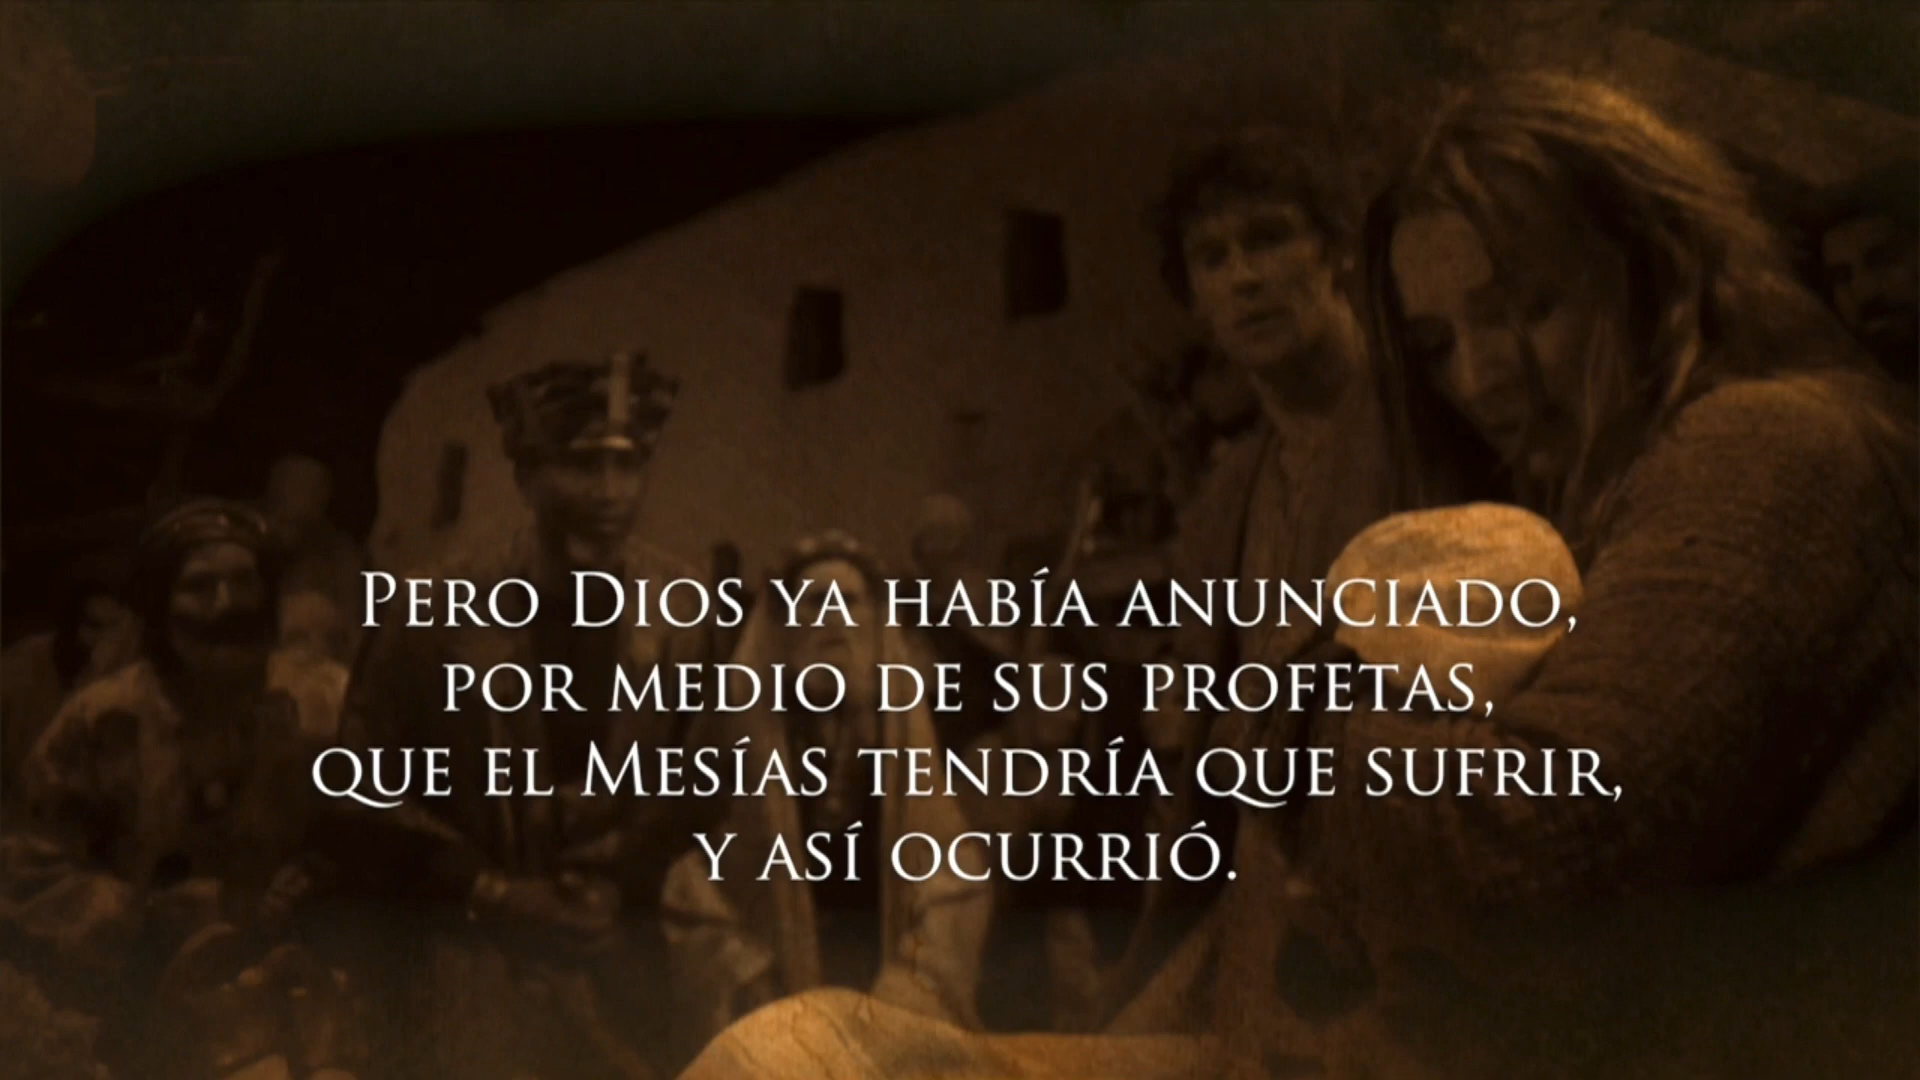 Pero Dios ya había anunciado,
por medio de sus profetas,
que el Mesías tendría que sufrir,
y así ocurrió.